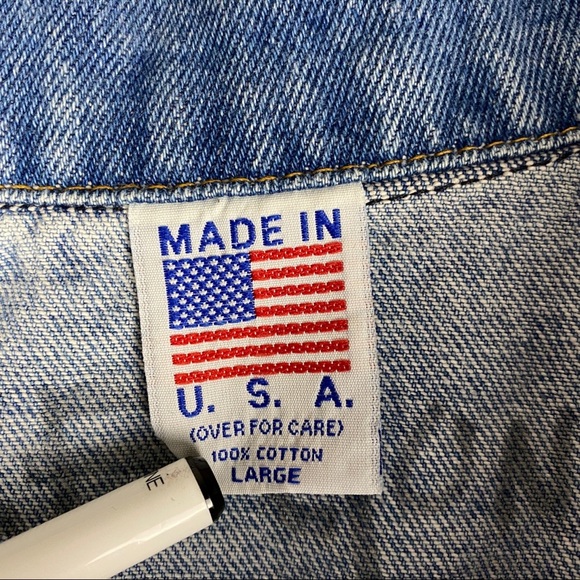 MADE IN
U. S. A.
(OVER FOR CARE)
100% COTTON
LARGE